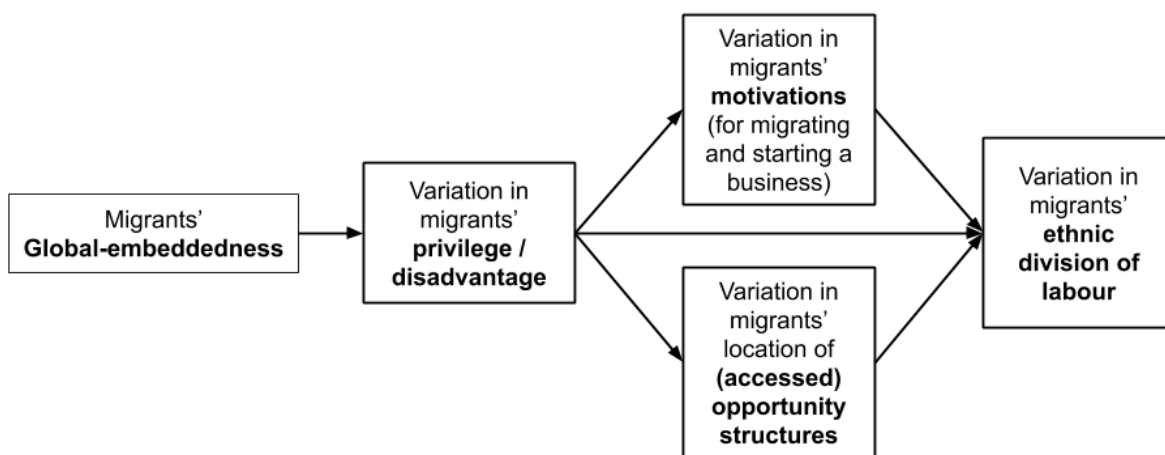 Migrants'
Global-embeddedness
Variation in
migrants'
privilege /
disadvantage
Variation in
migrants'
motivations
(for migrating
and starting a
business)
Variation in
migrants'
location of
(accessed)
opportunity
structures
Variation in
migrants'
ethnic
division of
labour